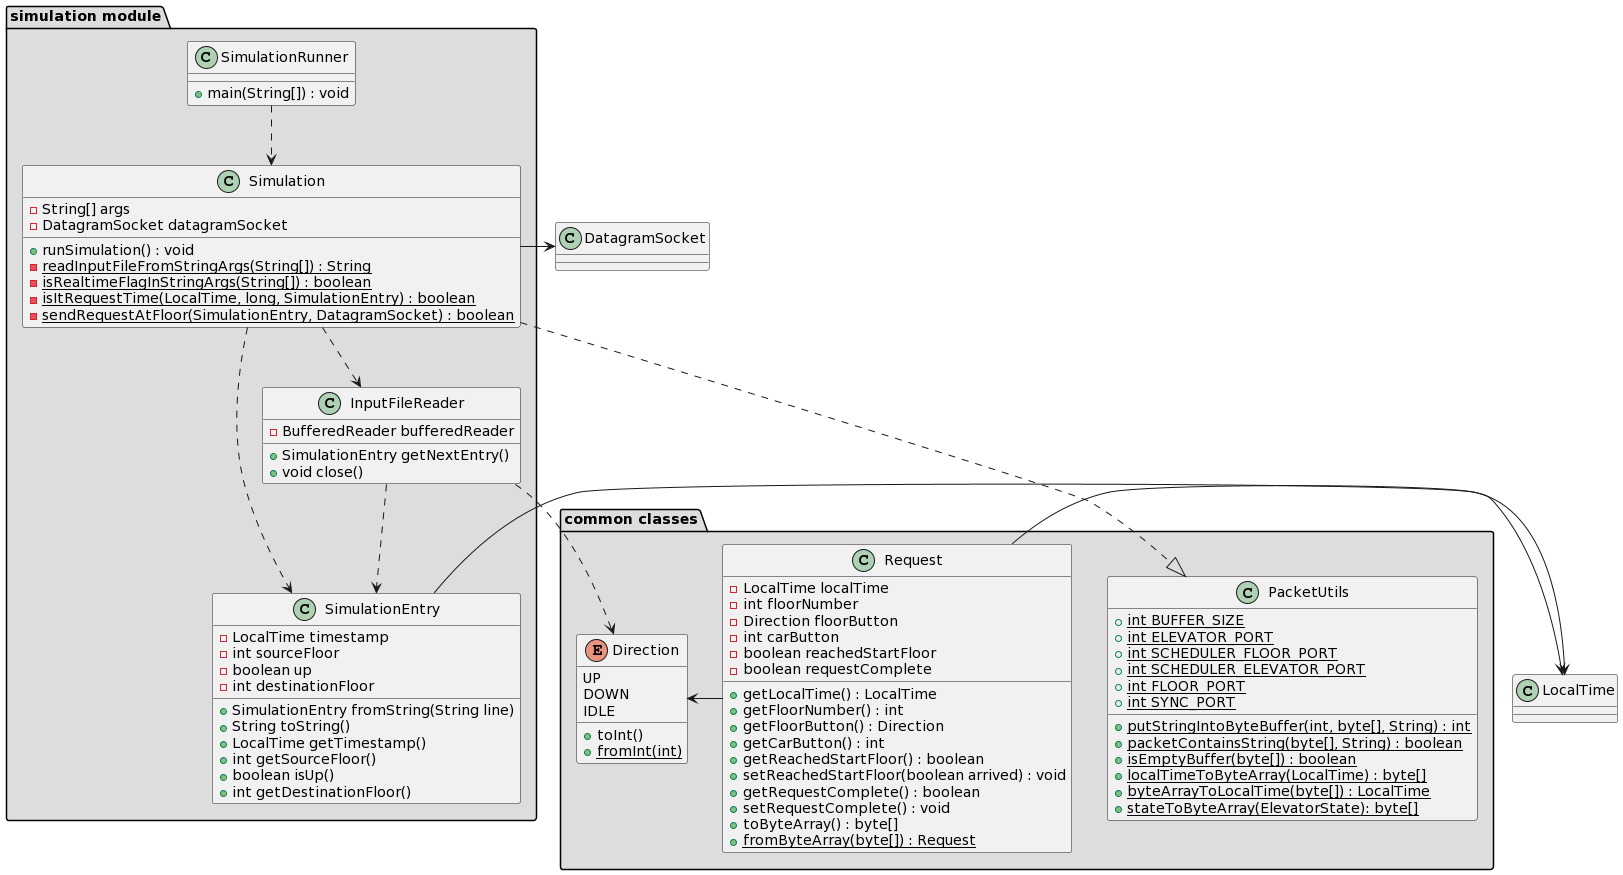 simulation module
C SimulationRunner
main(String[]) : void
C Simulation
String[] args
DatagramSocket datagramSocket
runSimulation() : void
readInputFileFromStringArgs(String[]) : String
isRealtimeFlagInStringArgs(String[]) : boolean
isItRequestTime(LocalTime, long, SimulationEntry) : boolean
sendRequestAtFloor(SimulationEntry, DatagramSocket) : boolean
C DatagramSocket
C InputFileReader
BufferedReader bufferedReader
SimulationEntry getNextEntry()
void close()
C SimulationEntry
LocalTime timestamp
int sourceFloor
boolean up
int destinationFloor
SimulationEntry fromString(String line)
String toString()
LocalTime getTimestamp()
int getSourceFloor()
boolean isUp()
int getDestinationFloor()
common classes
E Direction
UP
DOWN
IDLE
toInt()
fromInt(int)
C Request
LocalTime localTime
int floorNumber
Direction floorButton
int carButton
boolean reachedStartFloor
boolean requestComplete
getLocalTime() : LocalTime
getFloorNumber() : int
getFloorButton() : Direction
getCarButton() : int
getReachedStartFloor() : boolean
setReachedStartFloor(boolean arrived) : void
getRequestComplete() : boolean
setRequestComplete() : void
toByteArray() : byte[]
fromByteArray(byte[]) : Request
C PacketUtils
int BUFFER_SIZE
int ELEVATOR_PORT
int SCHEDULER_FLOOR_PORT
int SCHEDULER_ELEVATOR_PORT
int FLOOR_PORT
int SYNC_PORT
putStringIntoByteBuffer(int, byte[], String) : int
packetContainsString(byte[], String) : boolean
isEmptyBuffer(byte[]) : boolean
localTimeToByteArray(LocalTime) : byte[]
byteArrayToLocalTime(byte[]) : LocalTime
stateToByteArray(ElevatorState): byte[]
C LocalTime